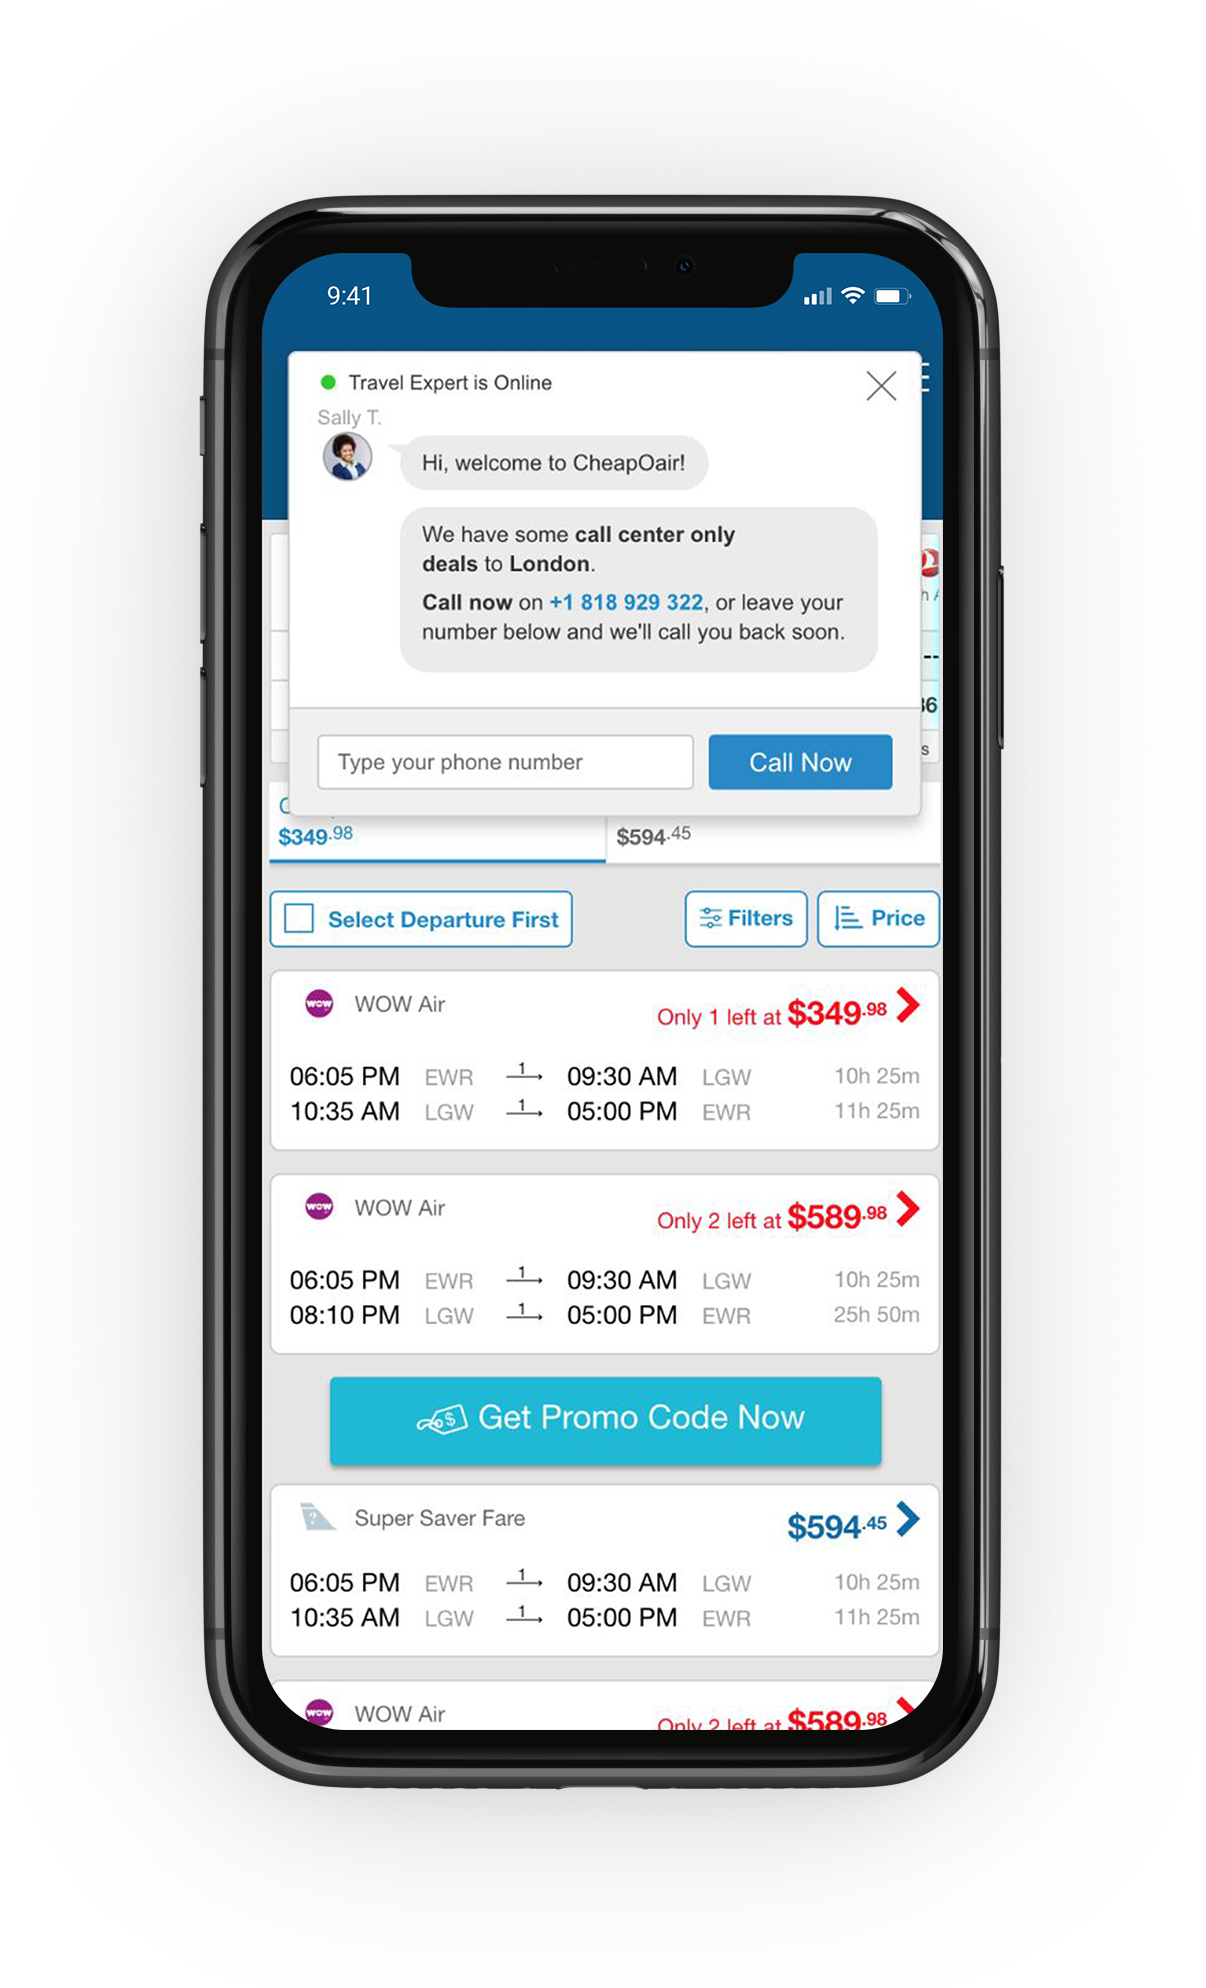 9:41
Travel Expert is Online
Sally T.
Hi, welcome to CheapOair!
We have some call center only
deals to London.
Call now on +1 818 929 322, or leave your
number below and we'll call you back soon.
Type your phone number
Call Now
$349.98
$594.45
Select Departure First
Filters
Price
WOW
WOW Air
Only 1 left at $349.98
06:05 PM EWR 1 09:30 AM LGW 10h 25m
10:35 AM LGW 1 05:00 PM EWR 11h 25m
WOW
WOW Air
Only 2 left at $589.98
06:05 PM EWR 1 09:30 AM LGW 10h 25m
08:10 PM LGW 1 05:00 PM EWR 25h 50m
$ Get Promo Code Now
?
Super Saver Fare
$594.45
06:05 PM EWR 1 09:30 AM LGW 10h 25m
10:35 AM LGW 1 05:00 PM EWR 11h 25m
WOW
WOW Air
Only 2 left at $589.98